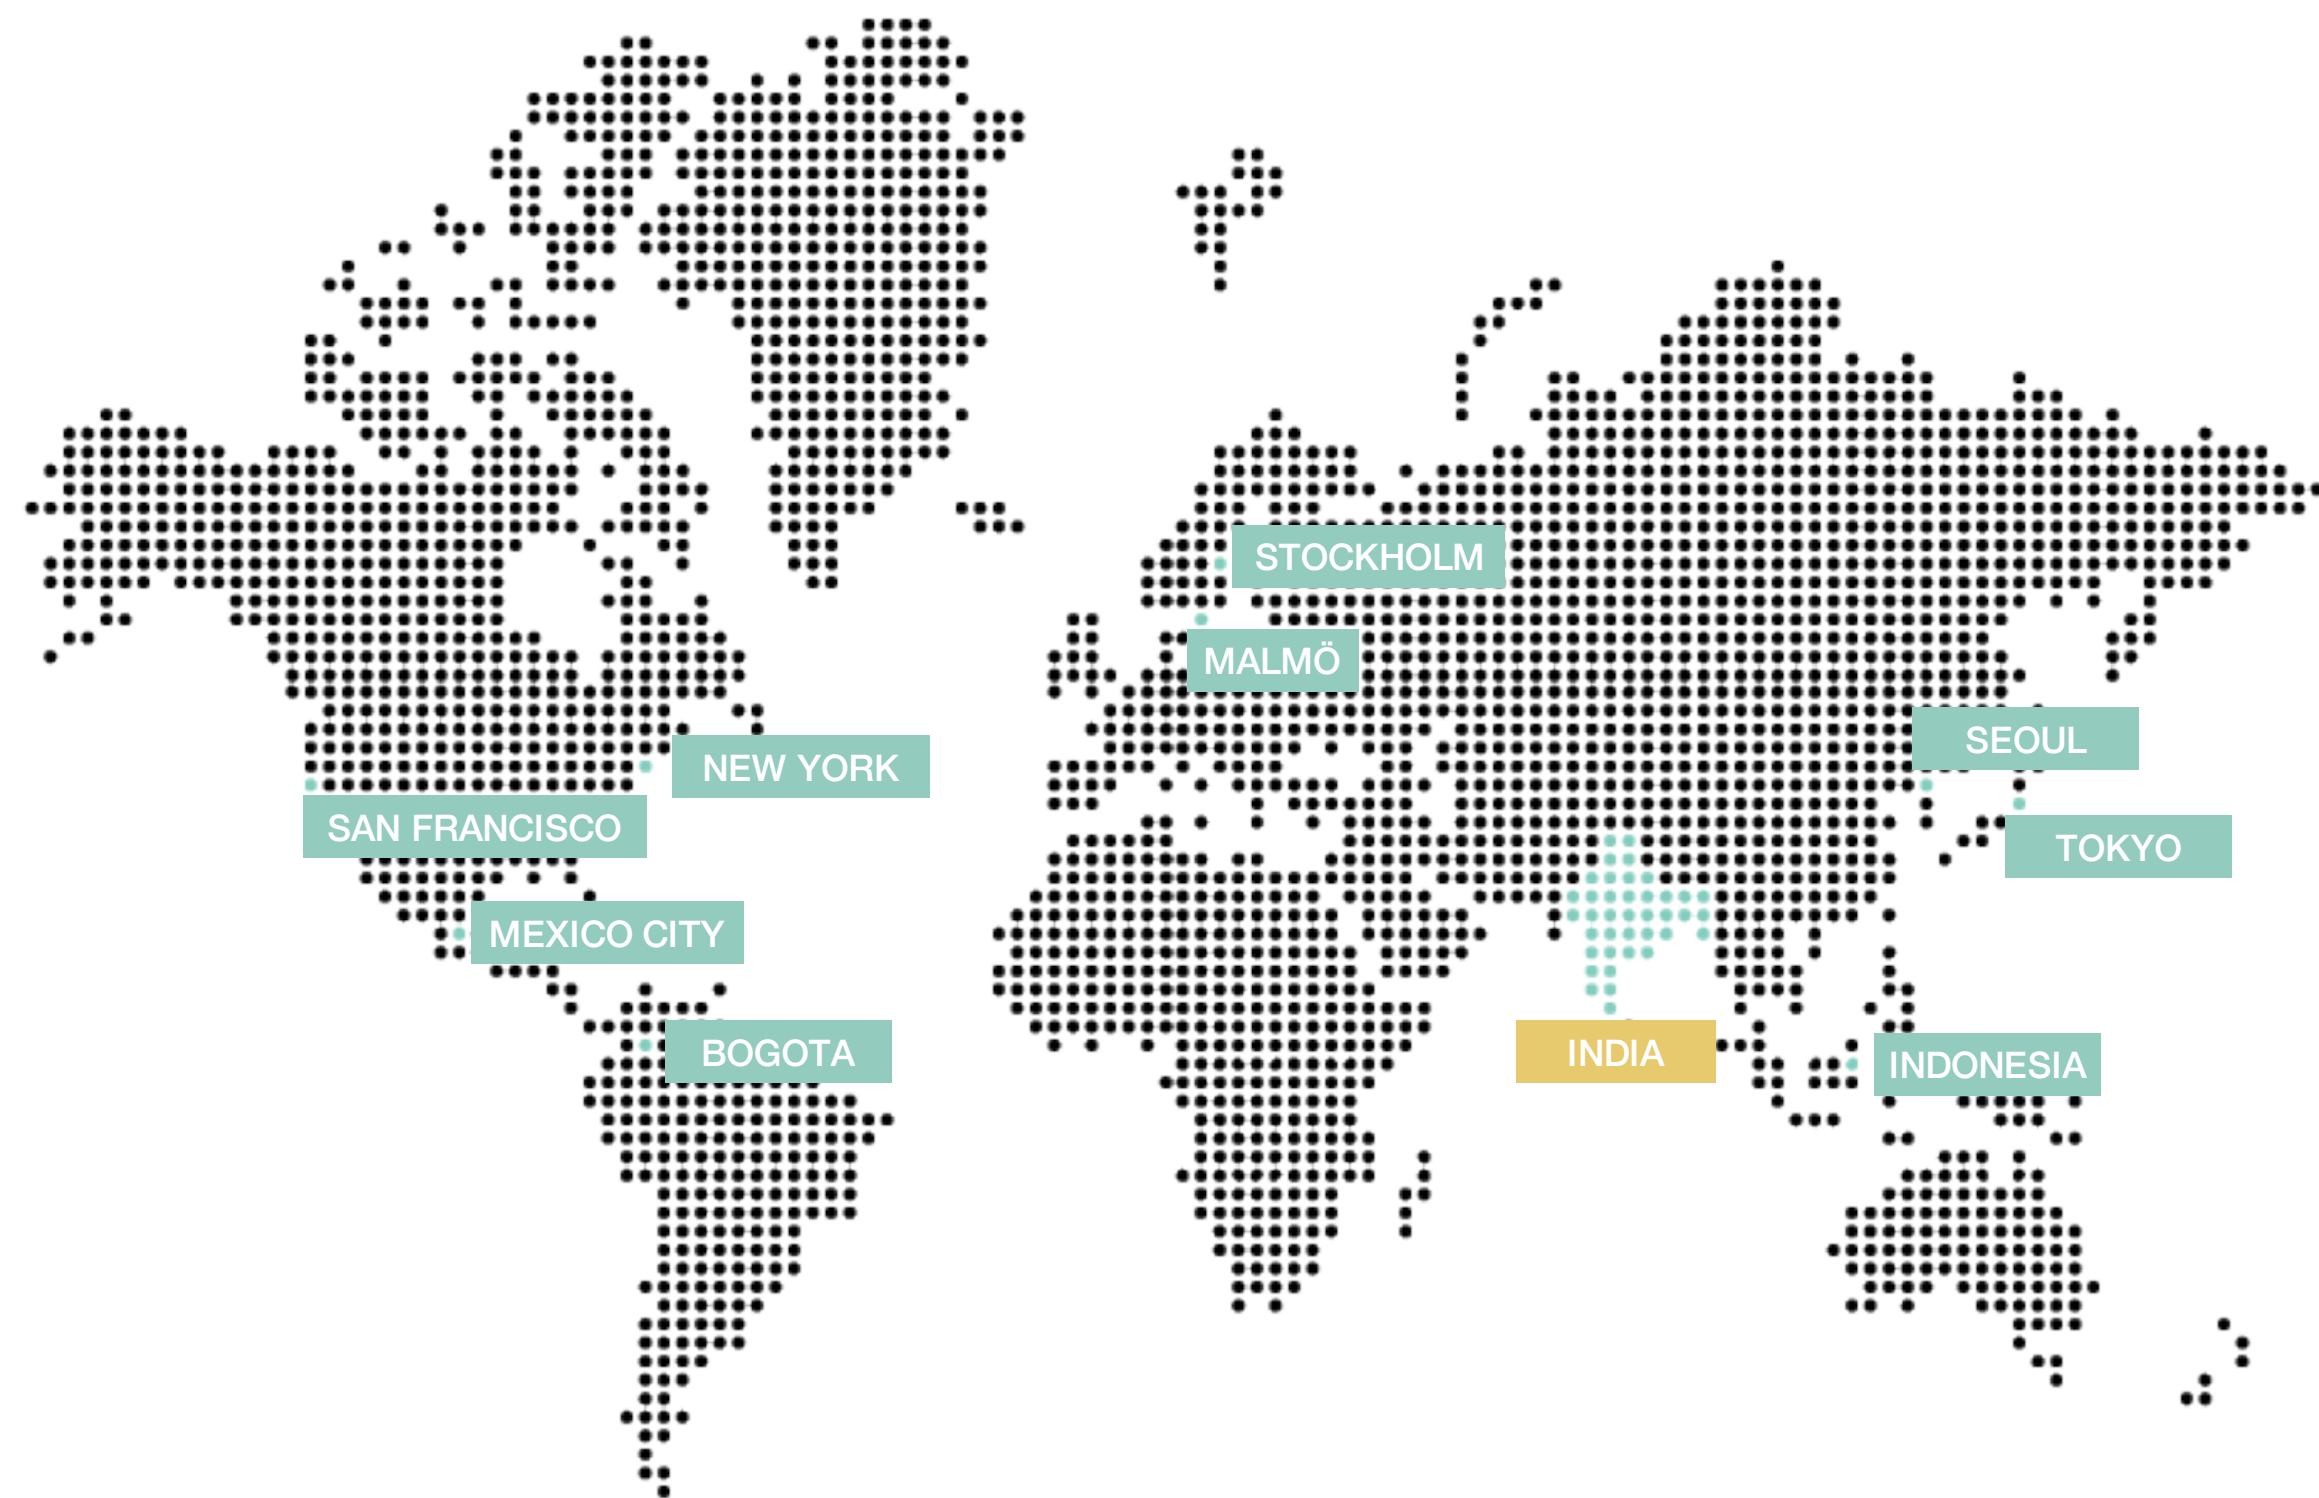 STOCKHOLM
MALMÖ
SEOUL
NEW YORK
SAN FRANCISCO
TOKYO
MEXICO CITY
BOGOTA
INDIA
INDONESIA